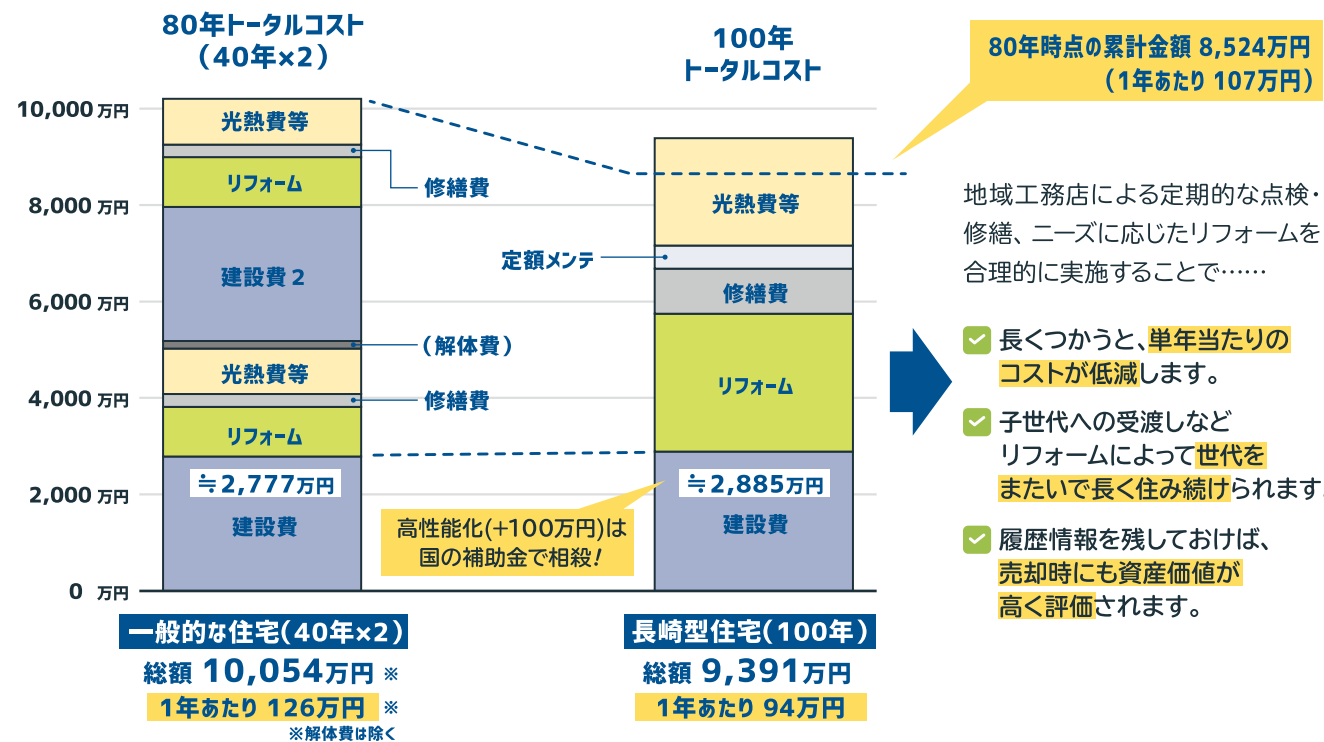 80年トータルコスト
（40年×2）
100年
トータルコスト
80年時点の累計金額 8,524万円
（1年あたり 107万円）
10,000 万円
8,000 万円
6,000 万円
4,000 万円
2,000 万円
0 万円
光熱費等
修繕費
リフォーム
建設費 2
（解体費）
光熱費等
修繕費
リフォーム
≒2,777万円
建設費
光熱費等
定額メンテ
修繕費
リフォーム
≒2,885万円
建設費
高性能化(+100万円)は
国の補助金で相殺！
一般的な住宅（40年×2）
総額 10,054万円 ※
1年あたり 126万円 ※
※解体費は除く
長崎型住宅（100年）
総額 9,391万円
1年あたり 94万円
地域工務店による定期的な点検・
修繕、ニーズに応じたリフォームを
合理的に実施することで……
長くつかうと、単年当たりの
コストが低減します。
子世代への受渡しなど
リフォームによって世代を
またいで長く住み続けられます
履歴情報を残しておけば、
売却時にも資産価値が
高く評価されます。